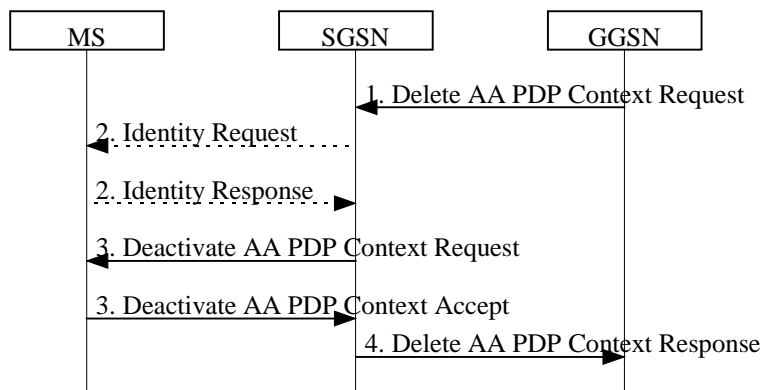 MS SGSN GGSN
1. Delete AA PDP Context Request
2. Identity Request
2. Identity Response
3. Deactivate AA PDP Context Request
3. Deactivate AA PDP Context Accept
4. Delete AA PDP Context Response